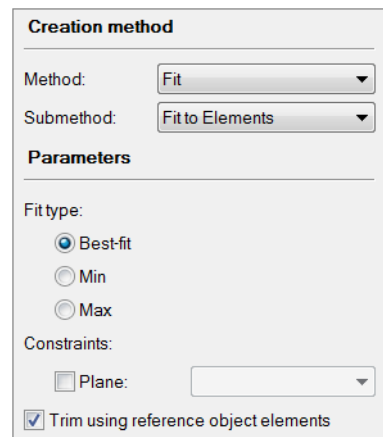 Creation method
Method: Fit
Submethod: Fit to Elements
Parameters
Fit type:
Best-fit
Min
Max
Constraints:
Plane:
Trim using reference object elements